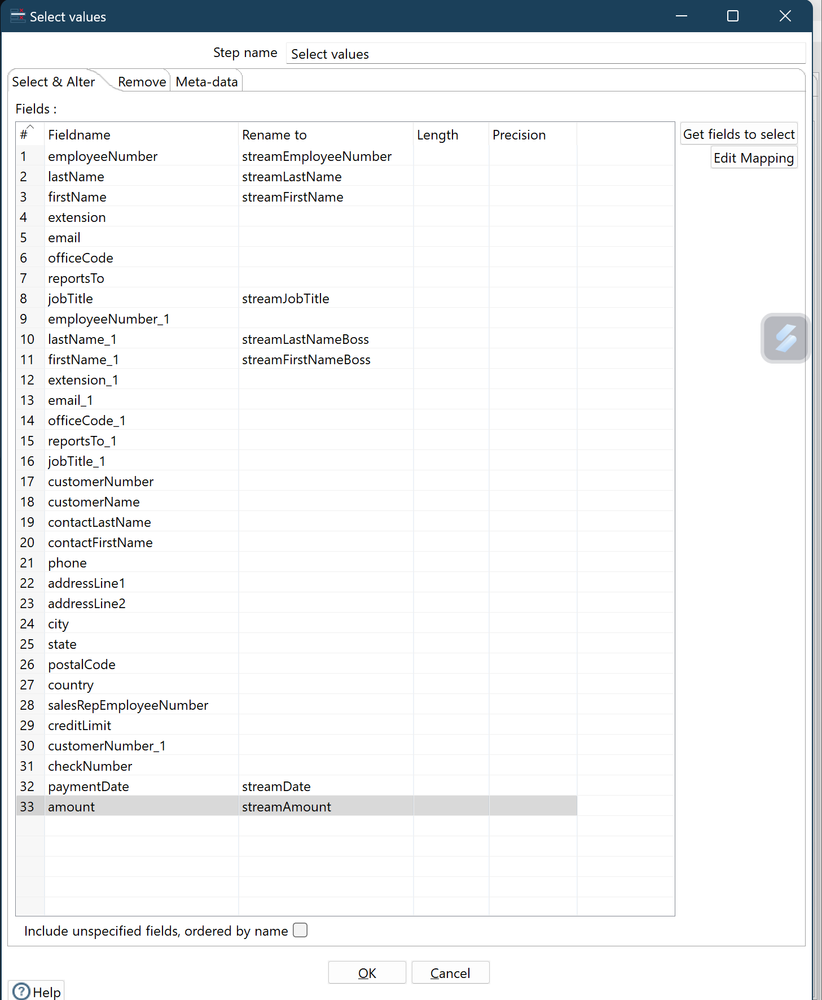 Select values
Step name Select values
Select & Alter Remove Meta-data
Fields :
# Fieldname Rename to Length Precision
Get fields to select
Edit Mapping
1 employeeNumber streamEmployeeNumber
2 lastName streamLastName
3 firstName streamFirstName
4 extension
5 email
6 officeCode
7 reportsTo
8 jobTitle streamJobTitle
9 employeeNumber_1
10 lastName_1 streamLastNameBoss
11 firstName_1 streamFirstNameBoss
12 extension_1
13 email_1
14 officeCode_1
15 reportsTo_1
16 jobTitle_1
17 customerNumber
18 customerName
19 contactLastName
20 contactFirstName
21 phone
22 addressLine1
23 addressLine2
24 city
25 state
26 postalCode
27 country
28 salesRepEmployeeNumber
29 creditLimit
30 customerNumber_1
31 checkNumber
32 paymentDate streamDate
33 amount streamAmount
Include unspecified fields, ordered by name
OK Cancel
? Help